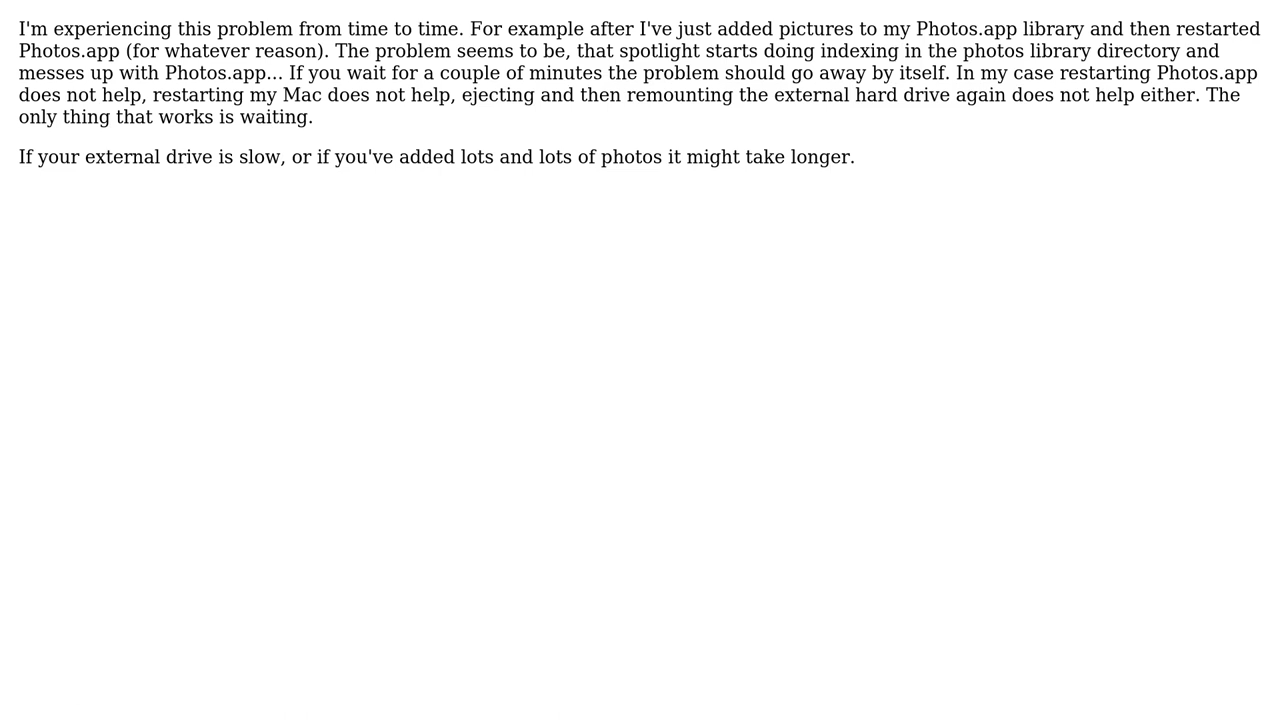 I'm experiencing this problem from time to time. For example after I've just added pictures to my Photos.app library and then restarted
Photos.app (for whatever reason). The problem seems to be, that spotlight starts doing indexing in the photos library directory and
messes up with Photos.app... If you wait for a couple of minutes the problem should go away by itself. In my case restarting Photos.app
does not help, restarting my Mac does not help, ejecting and then remounting the external hard drive again does not help either. The
only thing that works is waiting.
If your external drive is slow, or if you've added lots and lots of photos it might take longer.